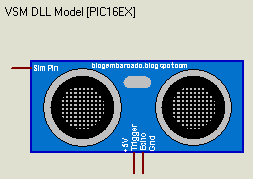 VSM DLL Model [PIC16EX]
blogembarcado.blogspot.com
Sim Pin
+5V
Trigger
Echo
Gnd